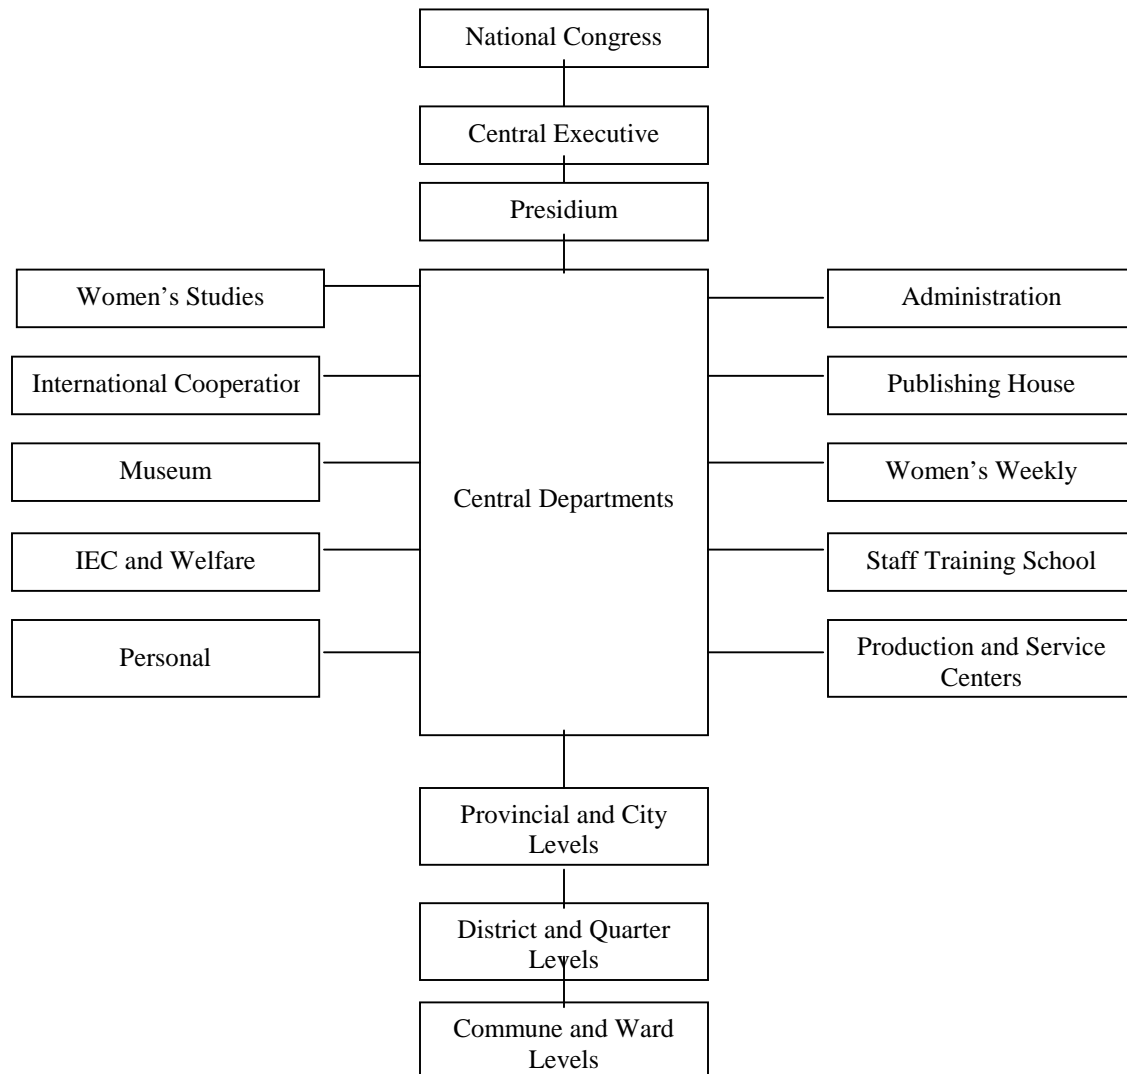 National Congress
Central Executive
Presidium
Women’s Studies
Administration
International Cooperation
Publishing House
Museum
Central Departments
Women’s Weekly
IEC and Welfare
Staff Training School
Personal
Production and Service
Centers
Provincial and City
Levels
District and Quarter
Levels
Commune and Ward
Levels